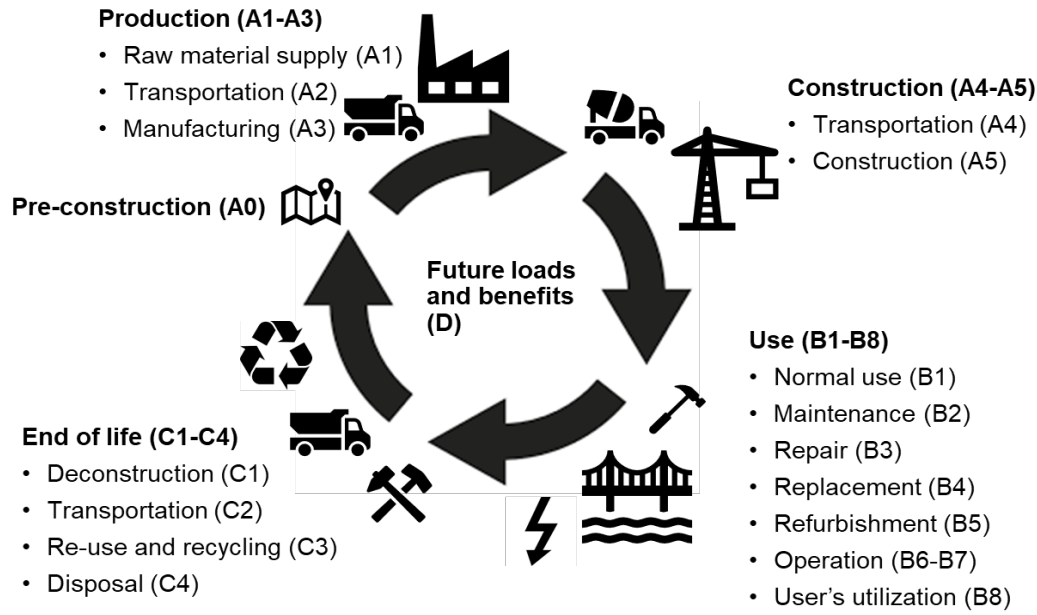 Production (A1-A3)
• Raw material supply (A1)
• Transportation (A2)
• Manufacturing (A3)
Construction (A4-A5)
• Transportation (A4)
• Construction (A5)
Pre-construction (A0)
Future loads
and benefits
(D)
Use (B1-B8)
• Normal use (B1)
• Maintenance (B2)
• Repair (B3)
• Replacement (B4)
• Refurbishment (B5)
• Operation (B6-B7)
• User's utilization (B8)
End of life (C1-C4)
• Deconstruction (C1)
• Transportation (C2)
• Re-use and recycling (C3)
• Disposal (C4)